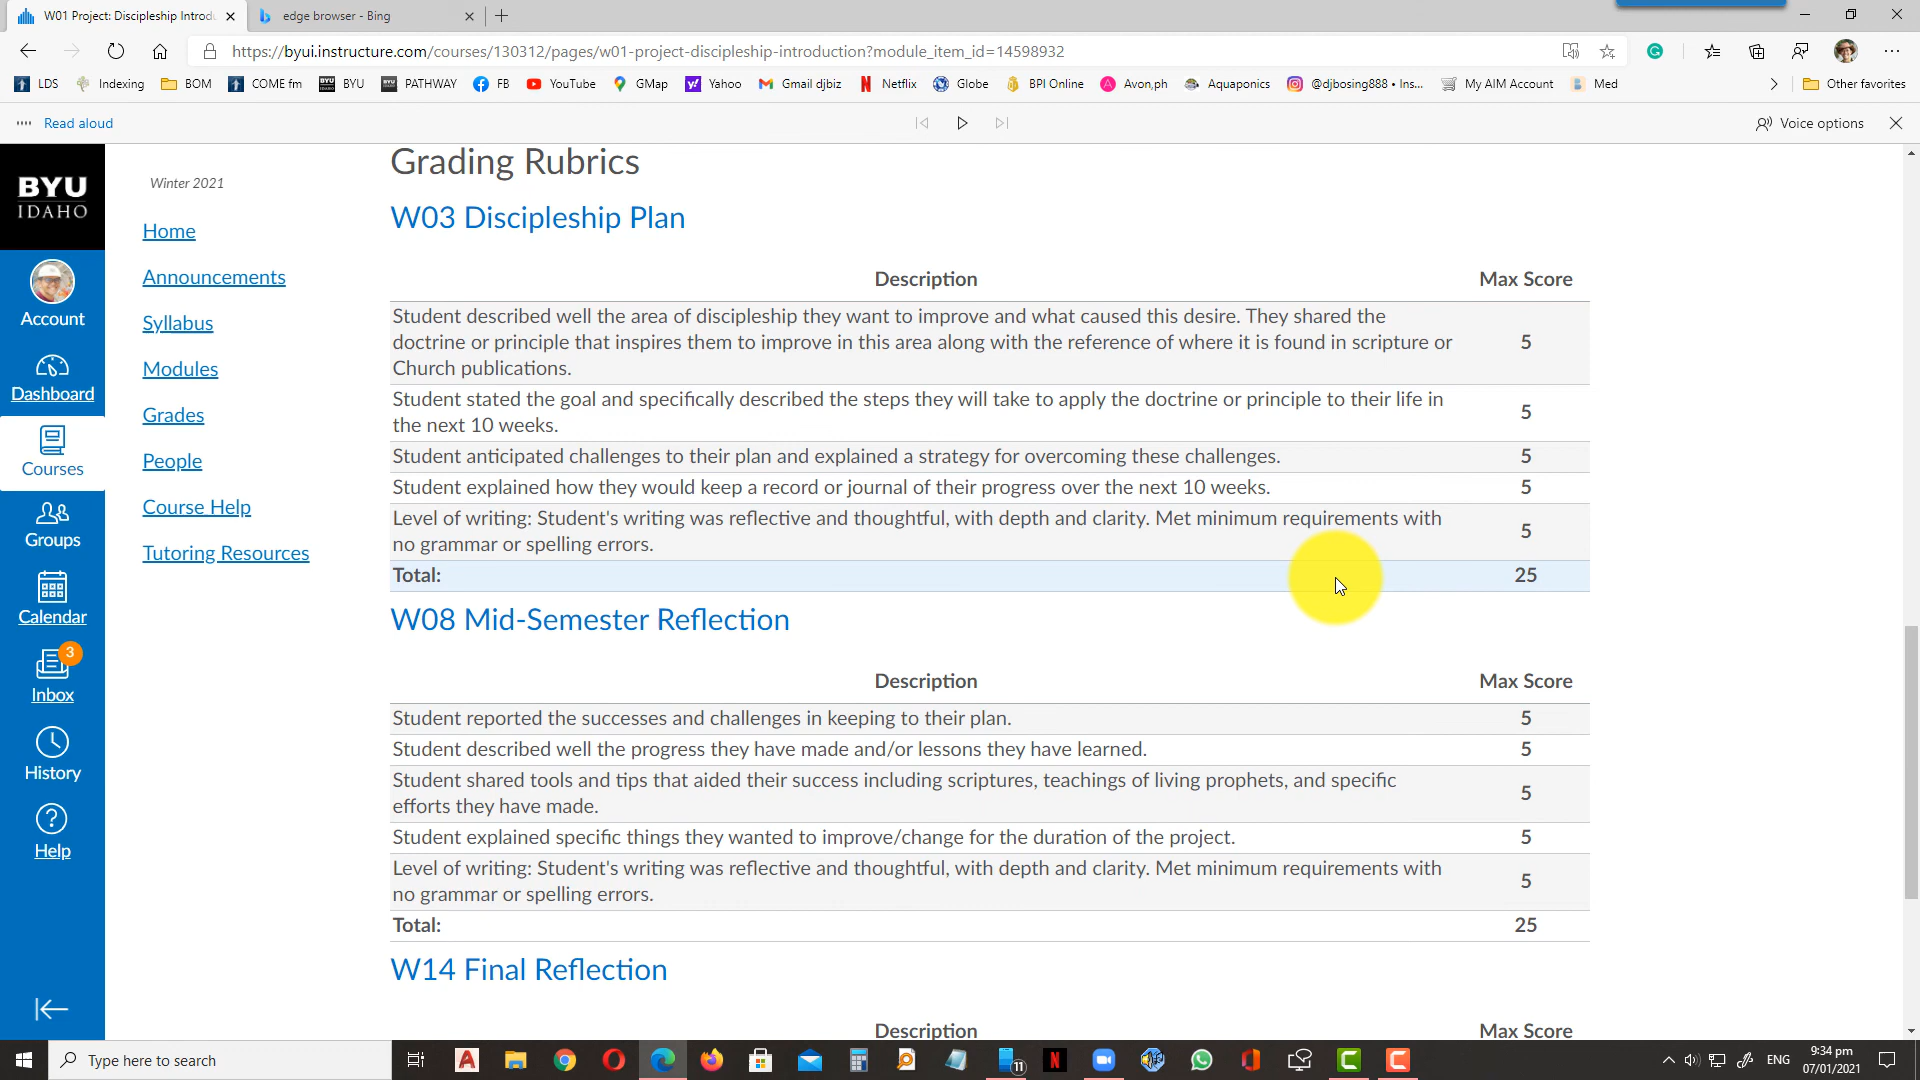 W01 Project: Discipleship Introdu
edge browser - Bing
https://byui.instructure.com/courses/130312/pages/w01-project-discipleship-introduction?module_item_id=14598932
LDS
Indexing
BOM
COME fm
BYU
PATHWAY
FB
YouTube
GMap
Yahoo
Gmail djbiz
Netflix
Globe
BPI Online
Avon,ph
Aquaponics
@djbosing888 • Ins...
My AIM Account
Med
Other favorites
Read aloud
Voice options
BYU
IDAHO
Account
Dashboard
Courses
Groups
Calendar
3
Inbox
History
Help
Winter 2021
Home
Announcements
Syllabus
Modules
Grades
People
Course Help
Tutoring Resources
Grading Rubrics
W03 Discipleship Plan
Description Max Score
Student described well the area of discipleship they want to improve and what caused this desire. They shared the
doctrine or principle that inspires them to improve in this area along with the reference of where it is found in scripture or 5
Church publications.
Student stated the goal and specifically described the steps they will take to apply the doctrine or principle to their life in
the next 10 weeks. 5
Student anticipated challenges to their plan and explained a strategy for overcoming these challenges. 5
Student explained how they would keep a record or journal of their progress over the next 10 weeks. 5
Level of writing: Student's writing was reflective and thoughtful, with depth and clarity. Met minimum requirements with
no grammar or spelling errors. 5
Total: 25
W08 Mid-Semester Reflection
Description Max Score
Student reported the successes and challenges in keeping to their plan. 5
Student described well the progress they have made and/or lessons they have learned. 5
Student shared tools and tips that aided their success including scriptures, teachings of living prophets, and specific
efforts they have made. 5
Student explained specific things they wanted to improve/change for the duration of the project. 5
Level of writing: Student's writing was reflective and thoughtful, with depth and clarity. Met minimum requirements with
no grammar or spelling errors. 5
Total: 25
W14 Final Reflection
Description Max Score
Type here to search
11
ENG
9:34 pm
07/01/2021